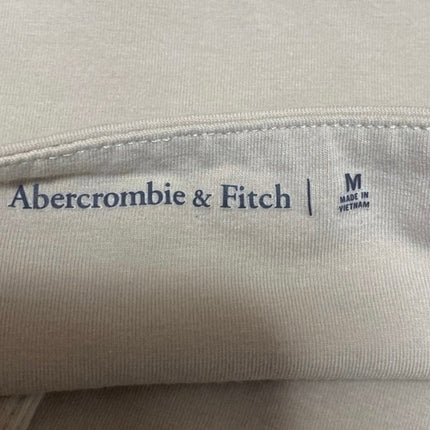 Abercrombie & Fitch | M
MADE IN
VIETNAM